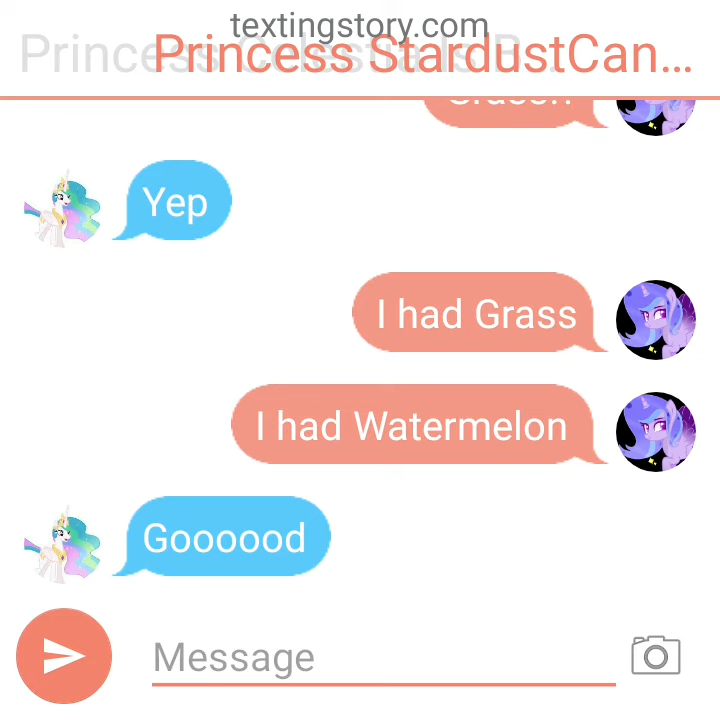 textingstory.com
Princess StardustCan...
Yep
I had Grass
I had Watermelon
Goooood
Message